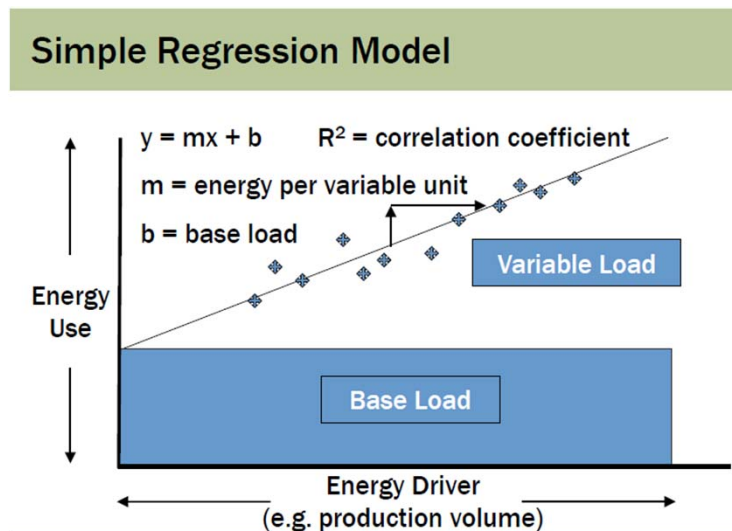 Simple Regression Model
y = mx + b R² = correlation coefficient
m = energy per variable unit
b = base load
Variable Load
Energy
Use
Base Load
Energy Driver
(e.g. production volume)